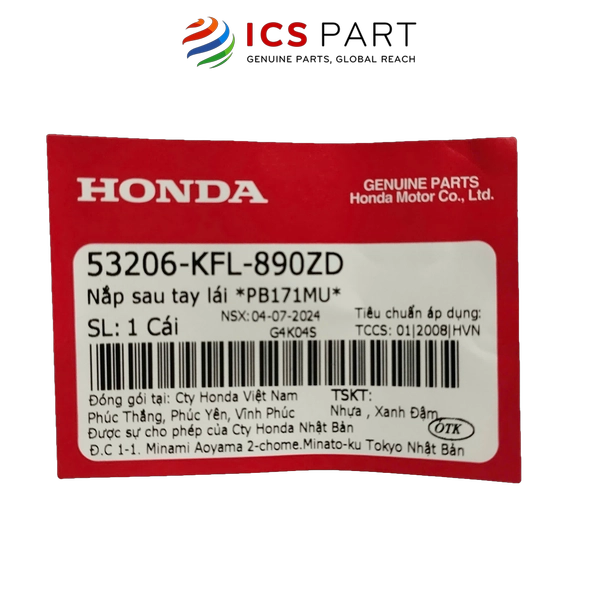 ICS PART
GENUINE PARTS, GLOBAL REACH
HONDA
GENUINE PARTS
Honda Motor Co., Ltd.
53206-KFL-890ZD
Nắp sau tay lái *PB171MU*
SL: 1 Cái
NSX: 04-07-2024
G4K04S
Tiêu chuẩn áp dụng:
TCCS: 01|2008|HVN
Đóng gói tại: Cty Honda Việt Nam
Phúc Thắng, Phúc Yên, Vĩnh Phúc
TSKT:
Nhựa , Xanh Đậm
Được sự cho phép của Cty Honda Nhật Bản
OTK
Đ.C 1-1. Minami Aoyama 2-chome.Minato-ku Tokyo Nhật Bản